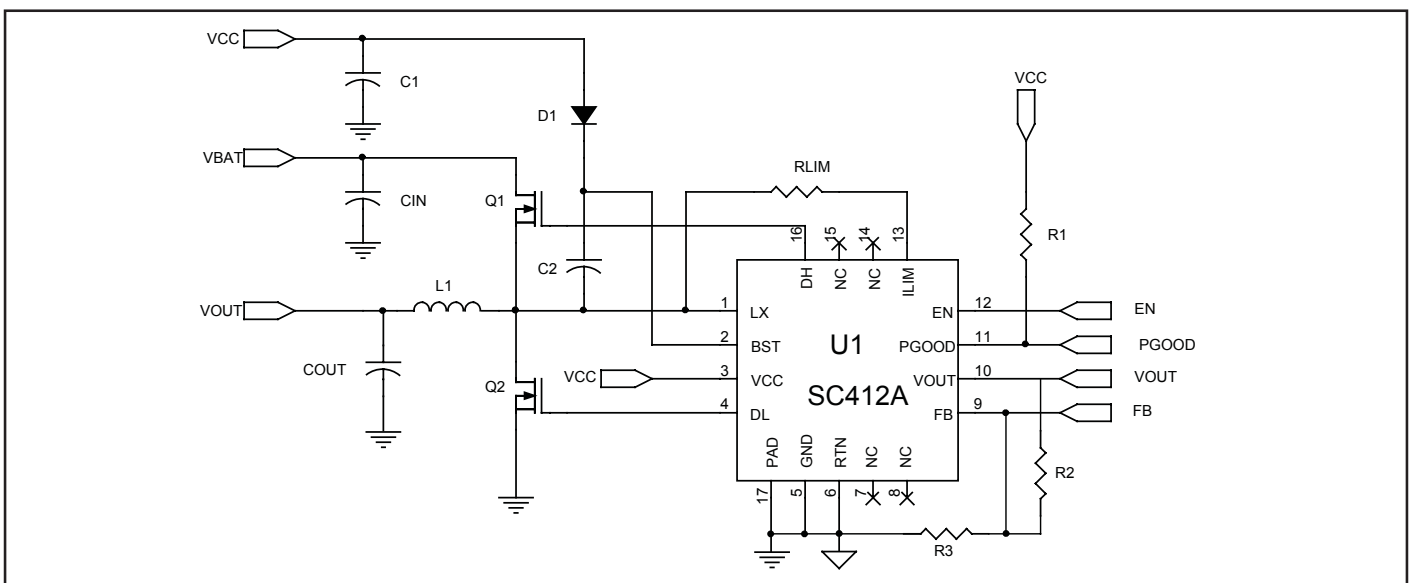 VCC
C1
VCC
D1
VBAT
CIN
Q1
RLIM
R1
C2
16
15
14
13
DH
NC
NC
ILIM
L1
VOUT
1
LX
EN
12
EN
2
BST
U1
PGOOD
11
PGOOD
COUT
VCC
3
VCC
VOUT
10
VOUT
SC412A
Q2
4
DL
FB
9
FB
PAD
GND
RTN
NC
NC
R2
17
5
6
7
8
R3